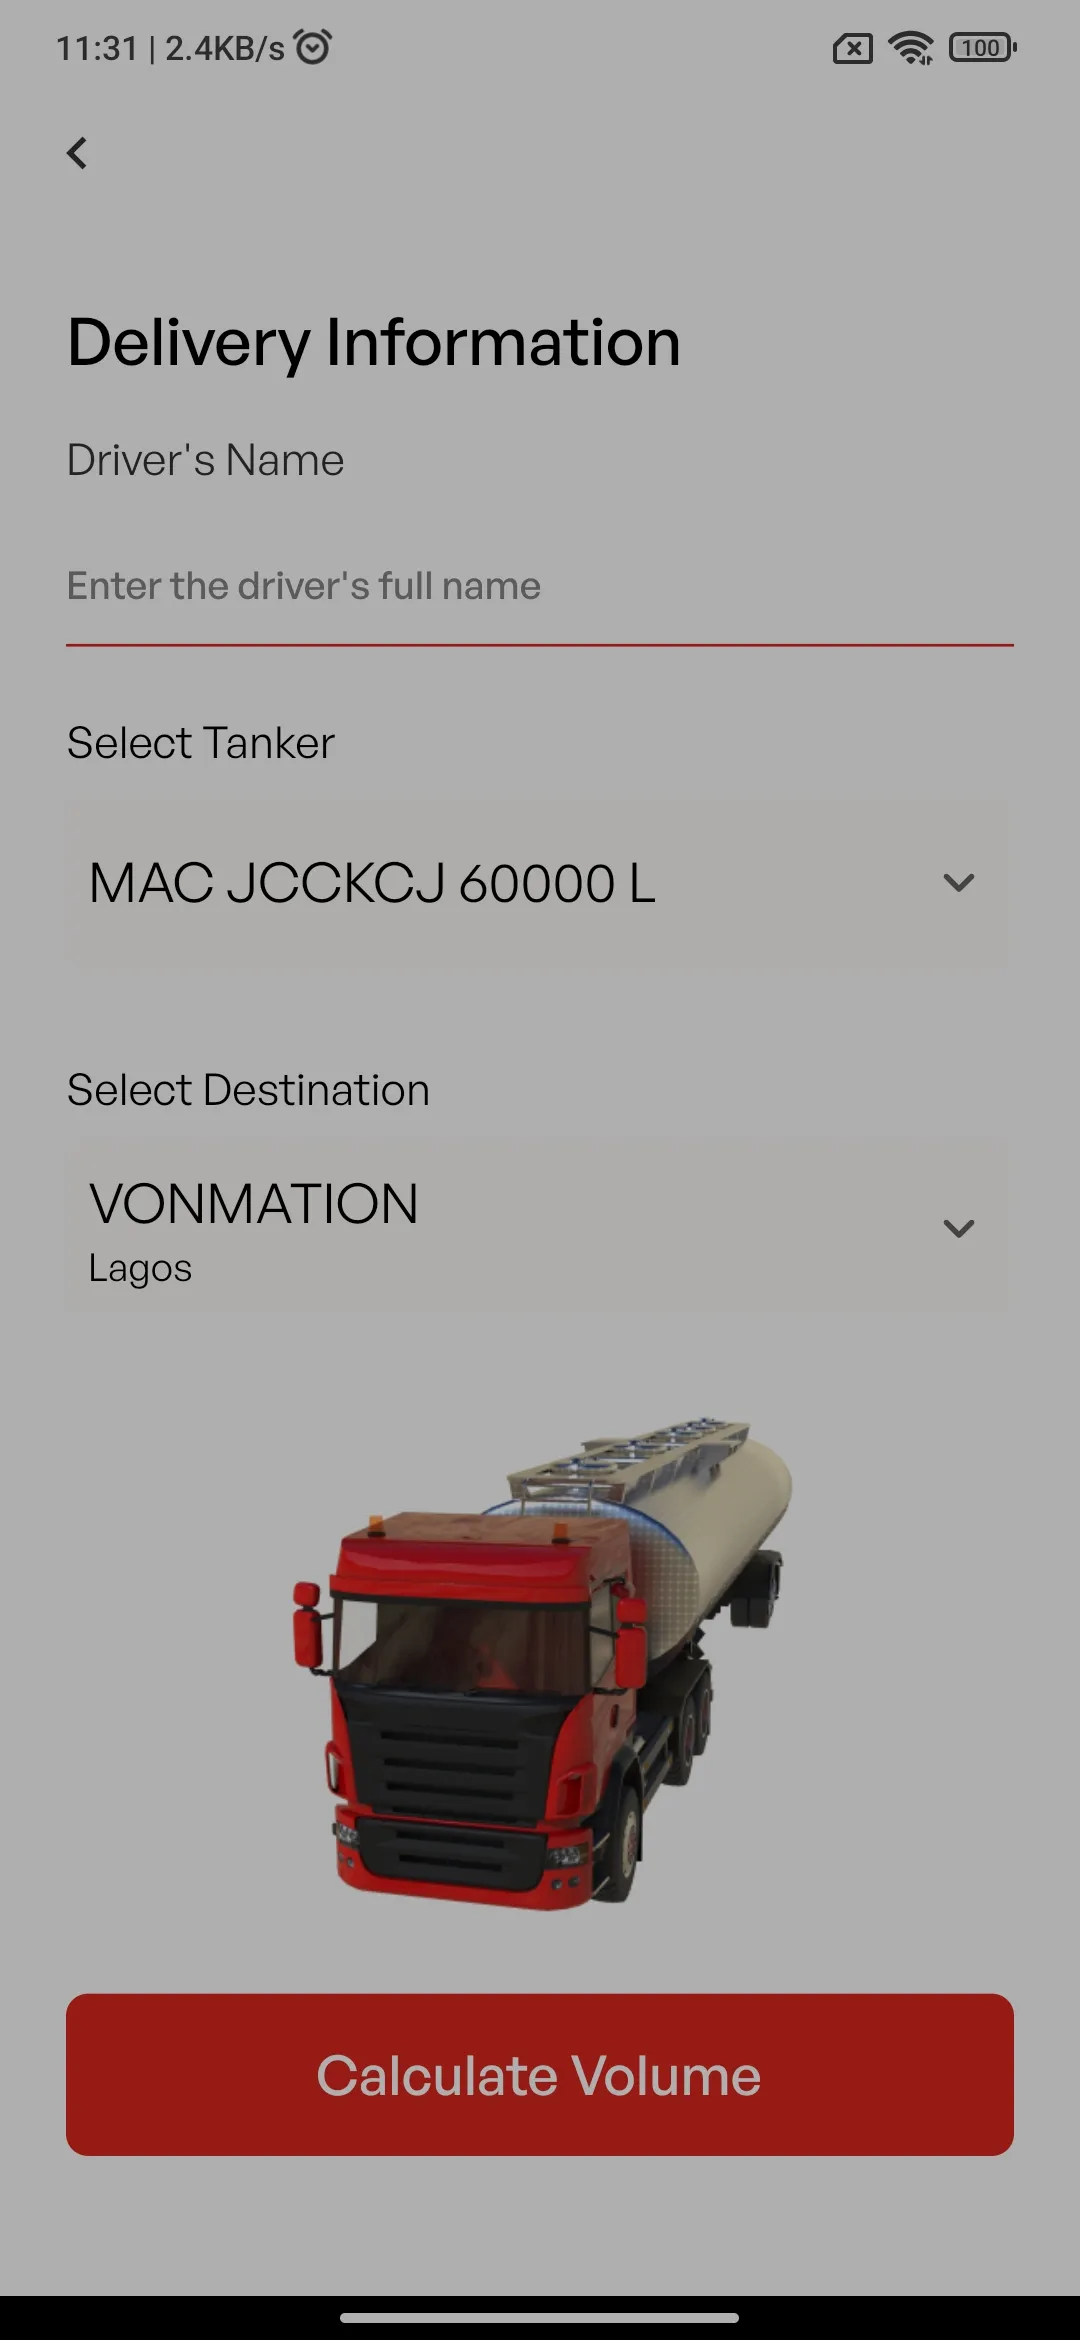 11:31 | 2.4KB/s
100
Delivery Information
Driver's Name
Enter the driver's full name
Select Tanker
MAC JCCKCJ 60000 L
Select Destination
VONMATION
Lagos
Calculate Volume